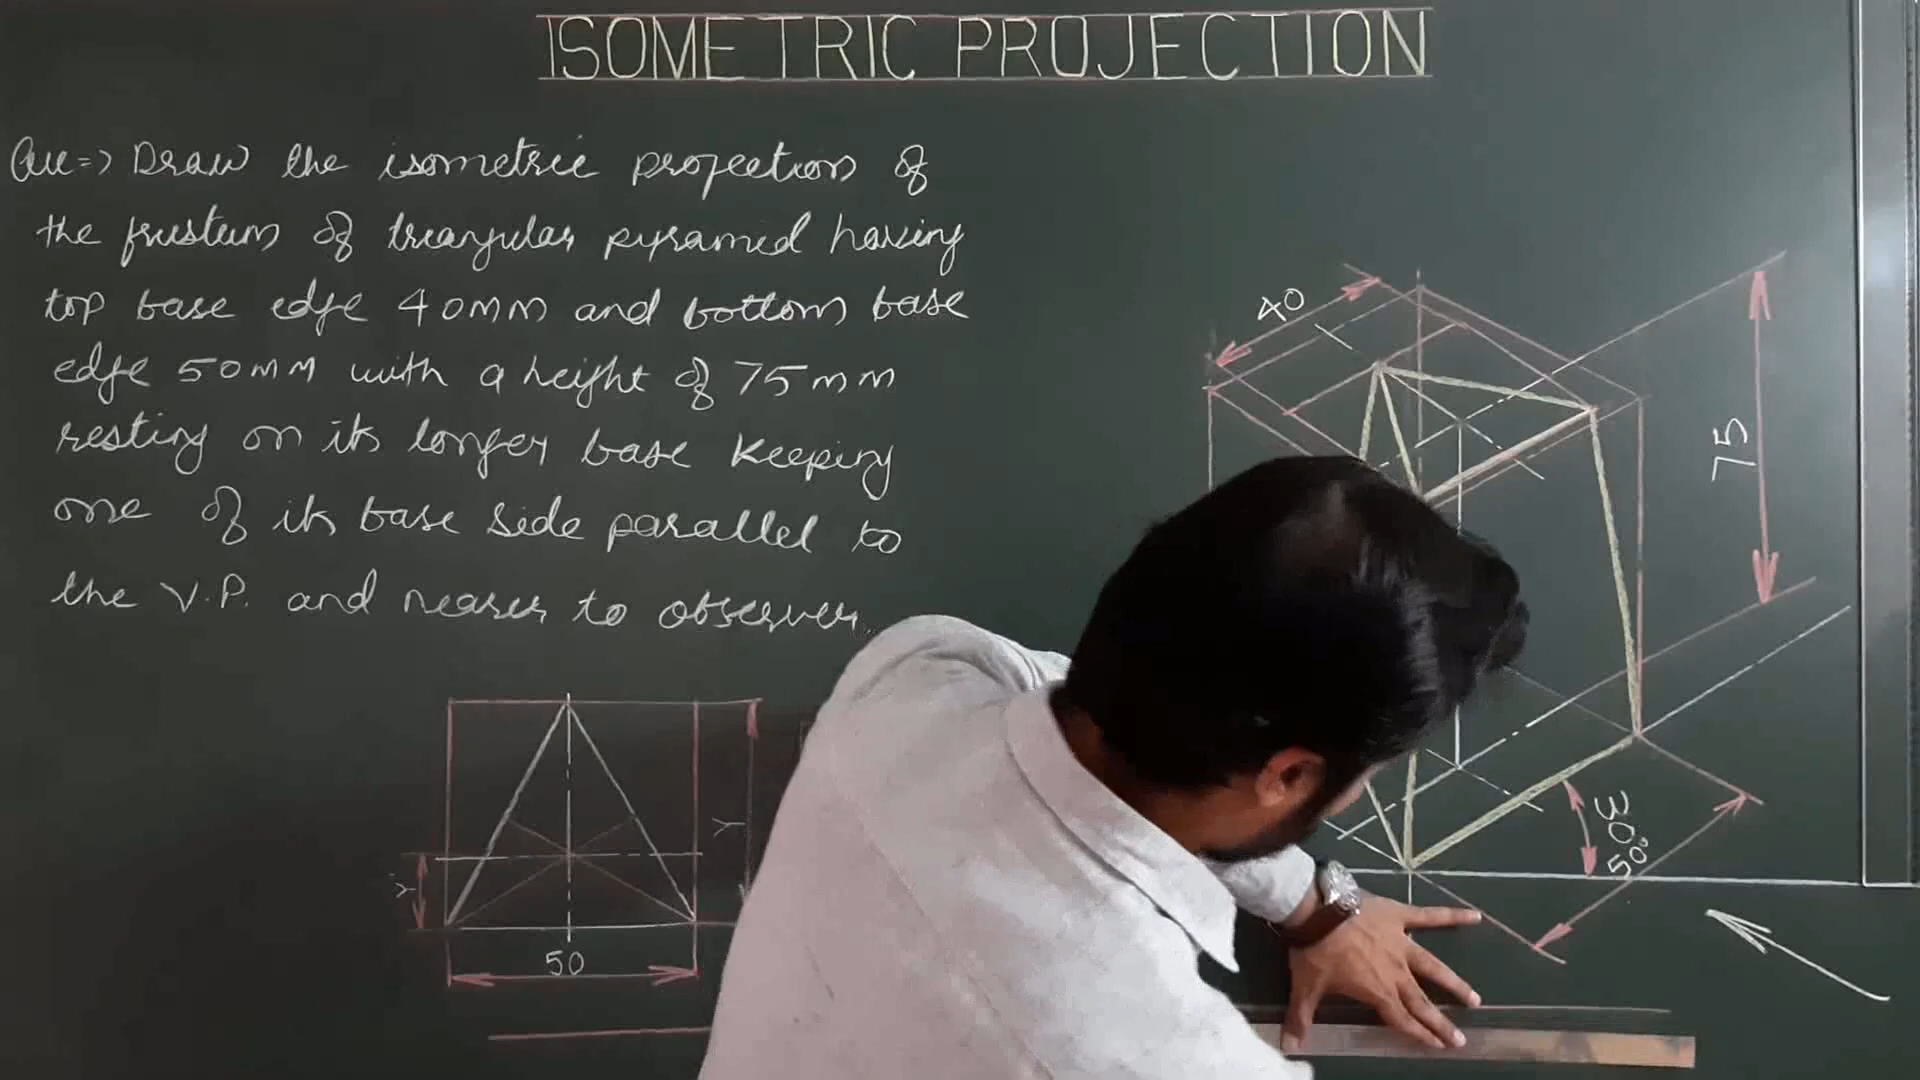 ISOMETRIC PROJECTION
Que=> Draw the isometric projection of
the frustum of triangular pyramid having
top base edge 40mm and bottom base
edge 50mm with a height of 75mm
resting on its longer base keeping
one of its base side parallel to
the V.P. and nearer to observer.
40
75
30°
50
Y
Y
50